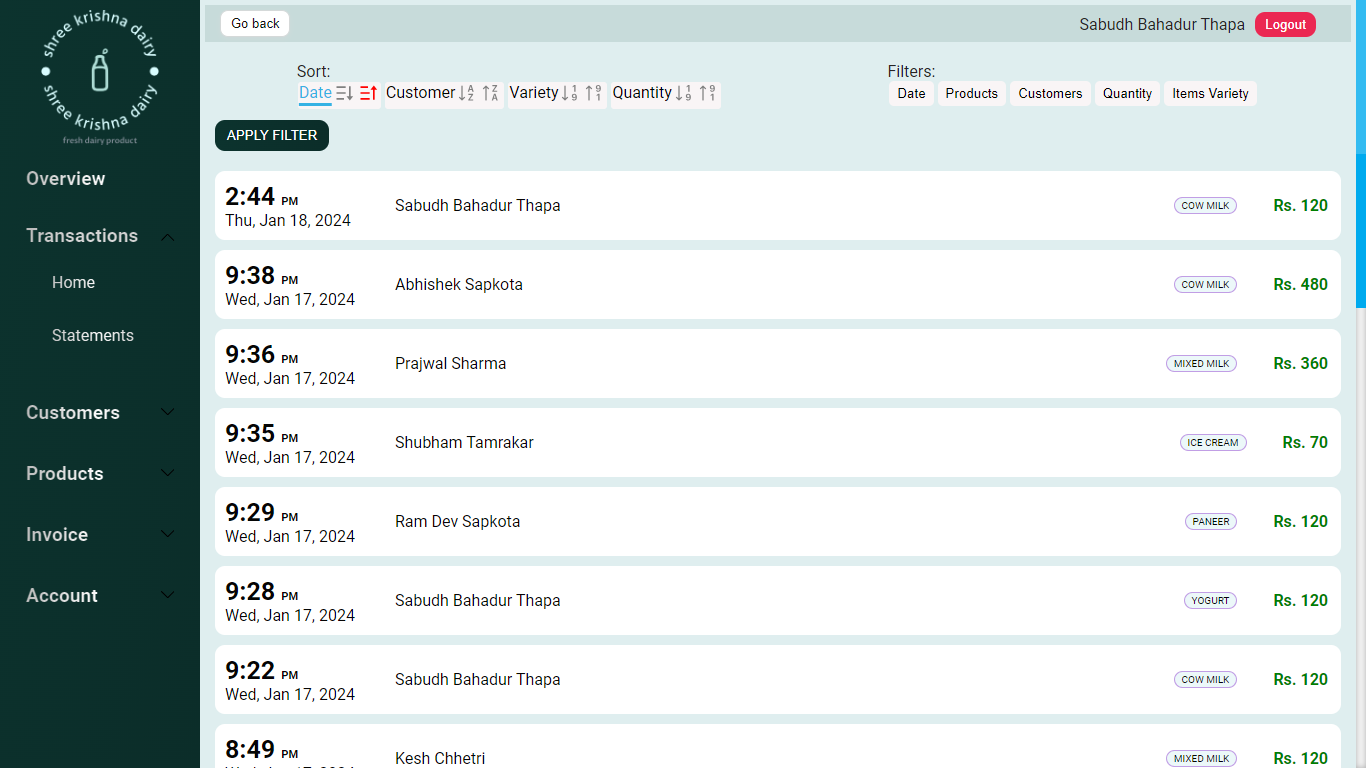 shree krishna dairy
shree krishna dairy
fresh dairy product
Overview
Transactions
Home
Statements
Customers
Products
Invoice
Account
Go back
Sabudh Bahadur Thapa
Logout
Sort:
Date Customer Variety Quantity
Filters:
Date Products Customers Quantity Items Variety
APPLY FILTER
2:44 PM
Thu, Jan 18, 2024
Sabudh Bahadur Thapa
COW MILK
Rs. 120
9:38 PM
Wed, Jan 17, 2024
Abhishek Sapkota
COW MILK
Rs. 480
9:36 PM
Wed, Jan 17, 2024
Prajwal Sharma
MIXED MILK
Rs. 360
9:35 PM
Wed, Jan 17, 2024
Shubham Tamrakar
ICE CREAM
Rs. 70
9:29 PM
Wed, Jan 17, 2024
Ram Dev Sapkota
PANEER
Rs. 120
9:28 PM
Wed, Jan 17, 2024
Sabudh Bahadur Thapa
YOGURT
Rs. 120
9:22 PM
Wed, Jan 17, 2024
Sabudh Bahadur Thapa
COW MILK
Rs. 120
8:49 PM
Kesh Chhetri
MIXED MILK
Rs. 120